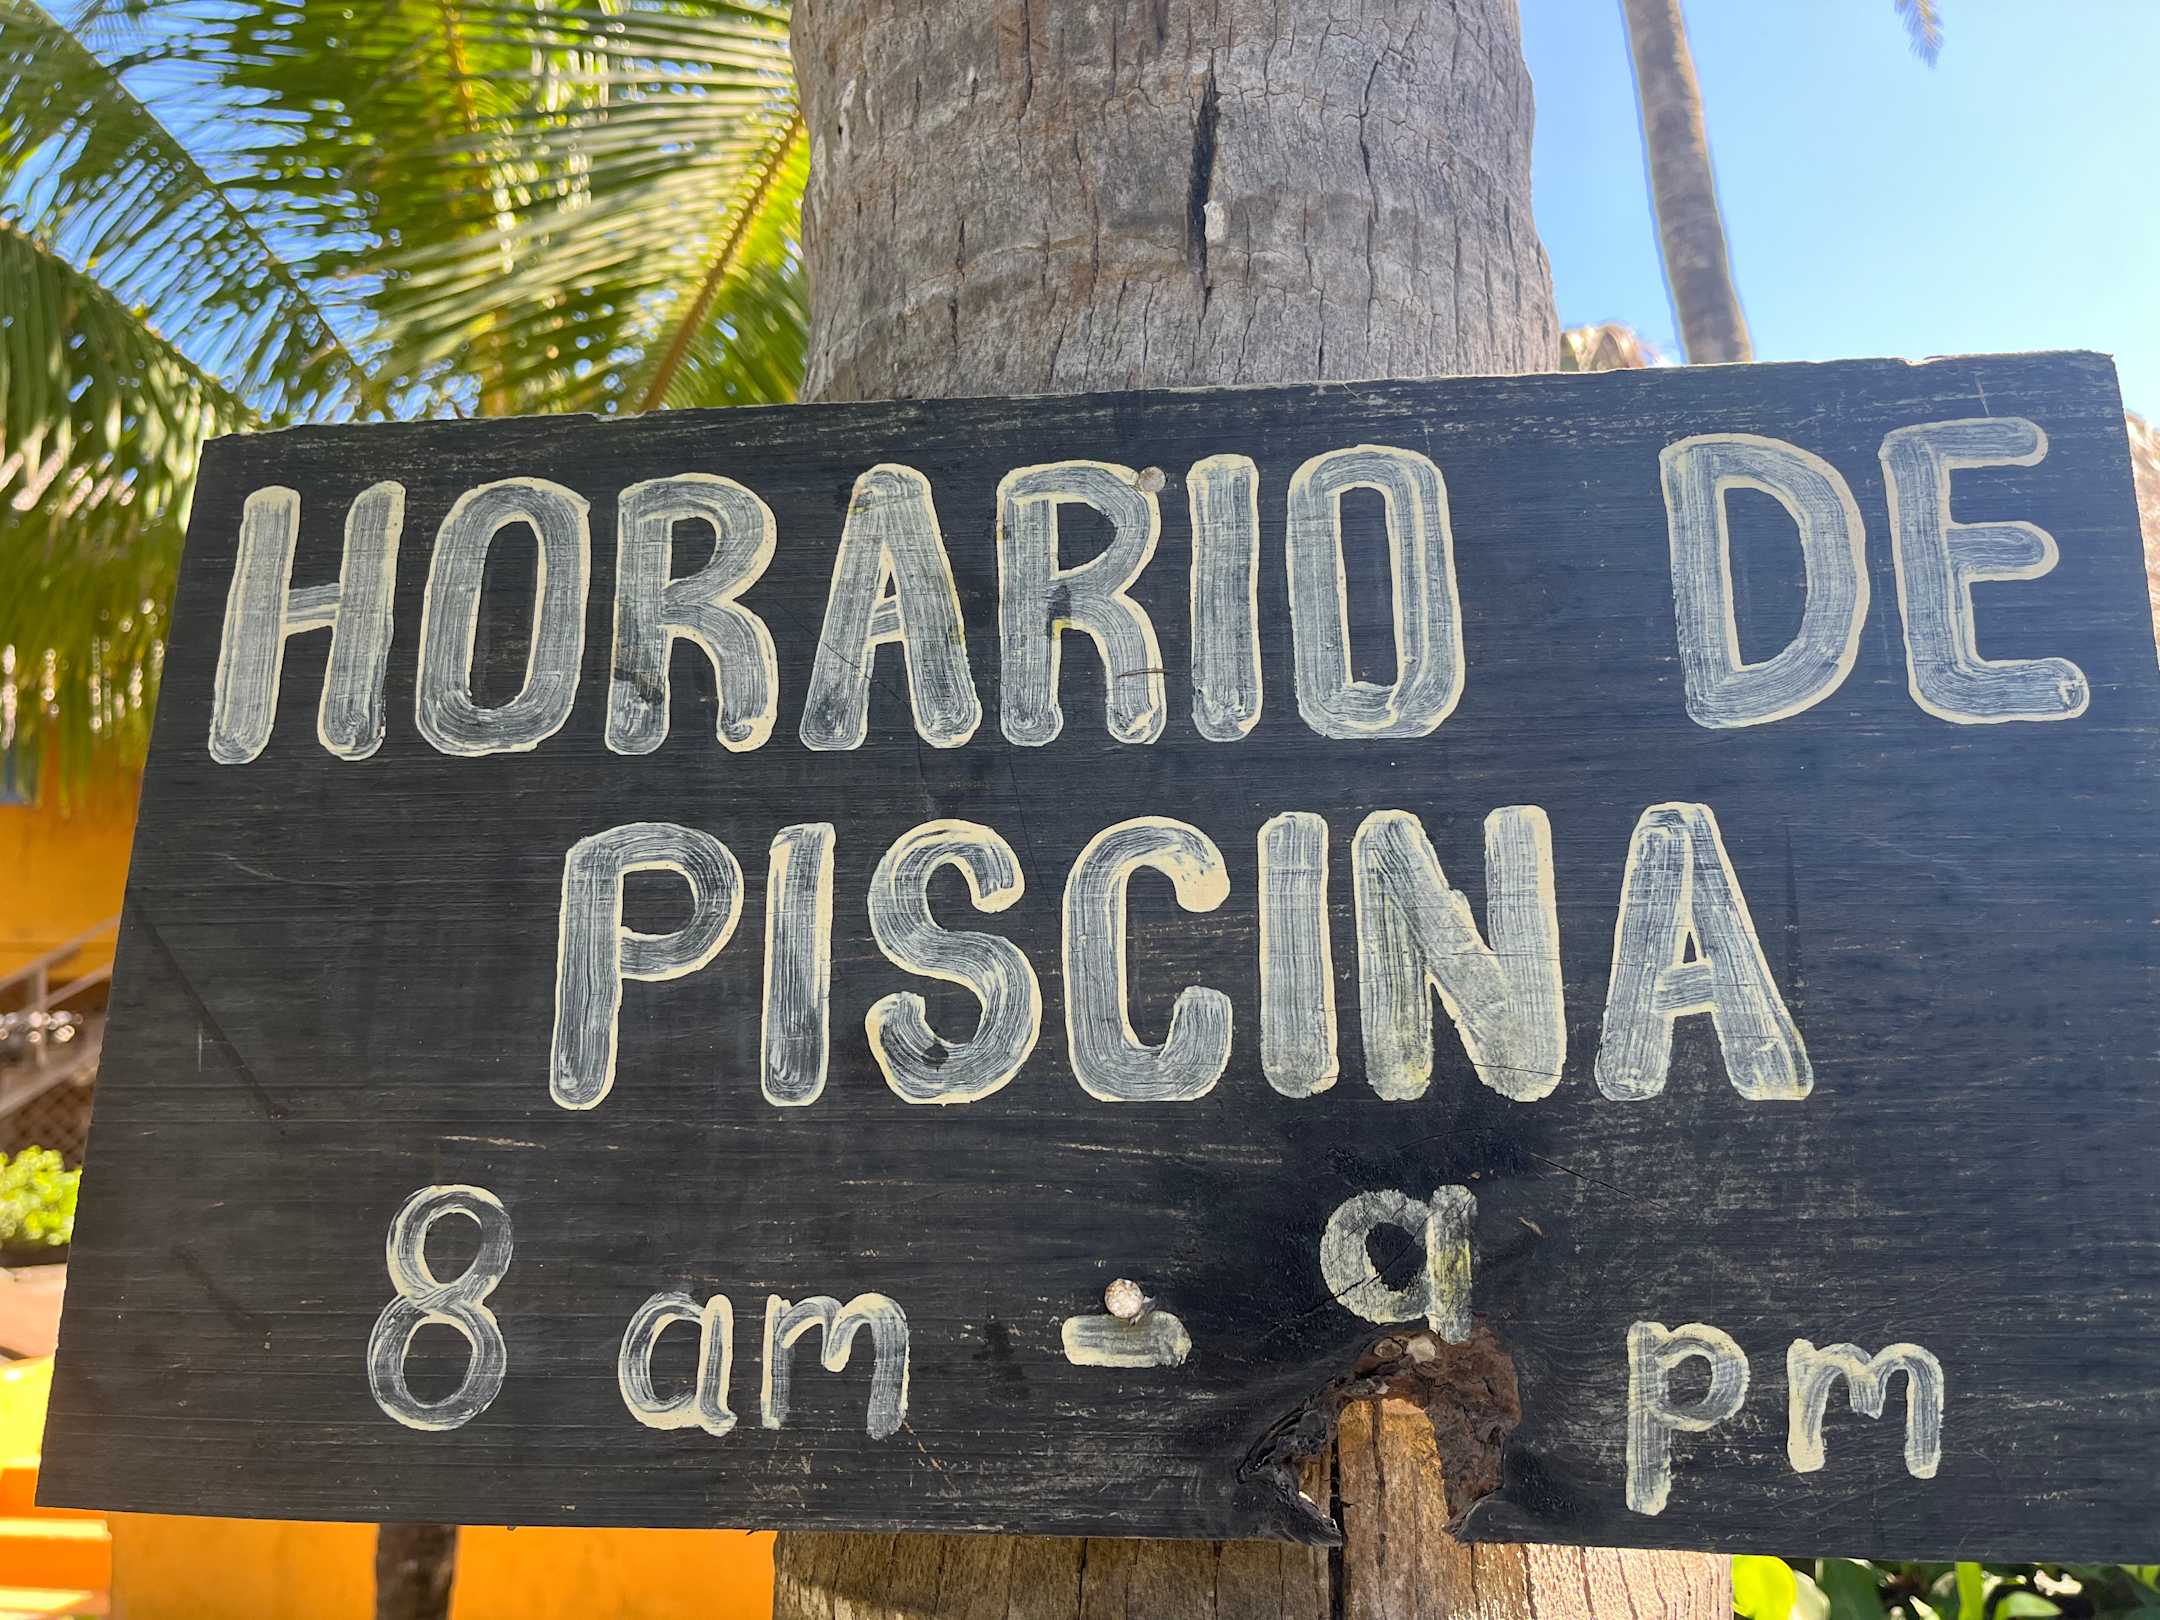 HORARIO DE
PISCINA
8 am - 9 pm